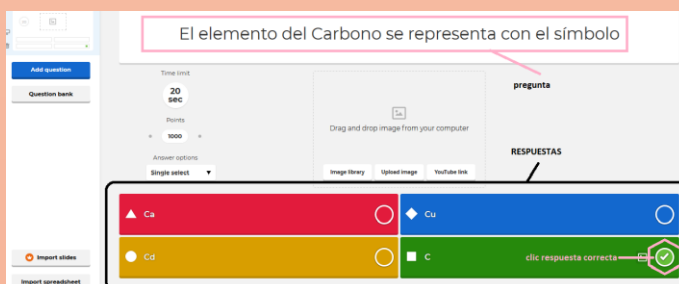 El elemento del Carbono se representa con el símbolo
Add question
Question bank
Time limit
20
sec
Points
1000
Answer options
Single select
Drag and drop image from your computer
Image library
Upload image
YouTube link
pregunta
RESPUESTAS
Ca
Cu
Cd
C
clic respuesta correcta
Import slides
Import spreadsheet